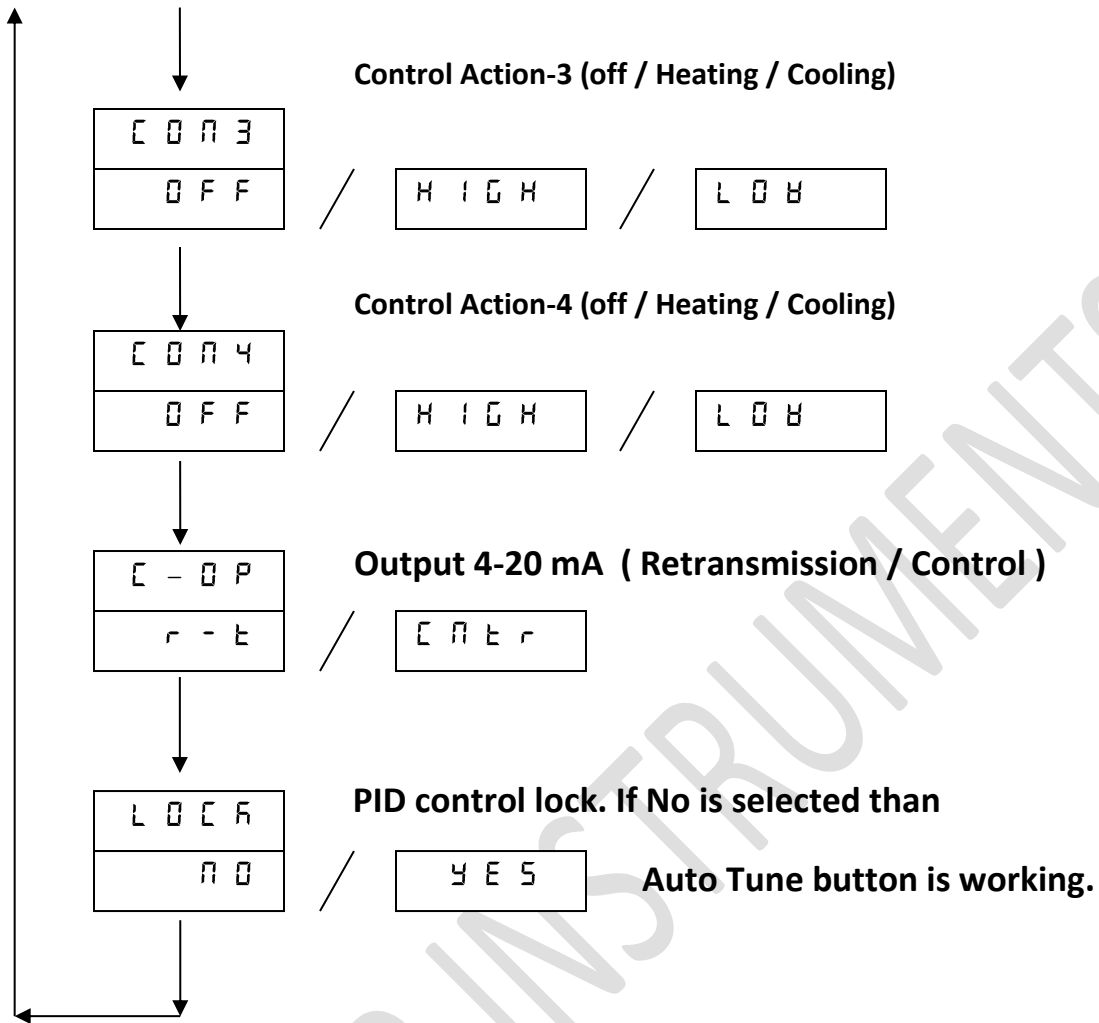 Control Action-3 (off / Heating / Cooling)
CON3
OFF / HIGH / LOW
Control Action-4 (off / Heating / Cooling)
CON4
OFF / HIGH / LOW
C-OP Output 4-20 mA ( Retransmission / Control )
r-t / CNtr
LOCK PID control lock. If No is selected than
NO / YES Auto Tune button is working.
INSTRUMENTS